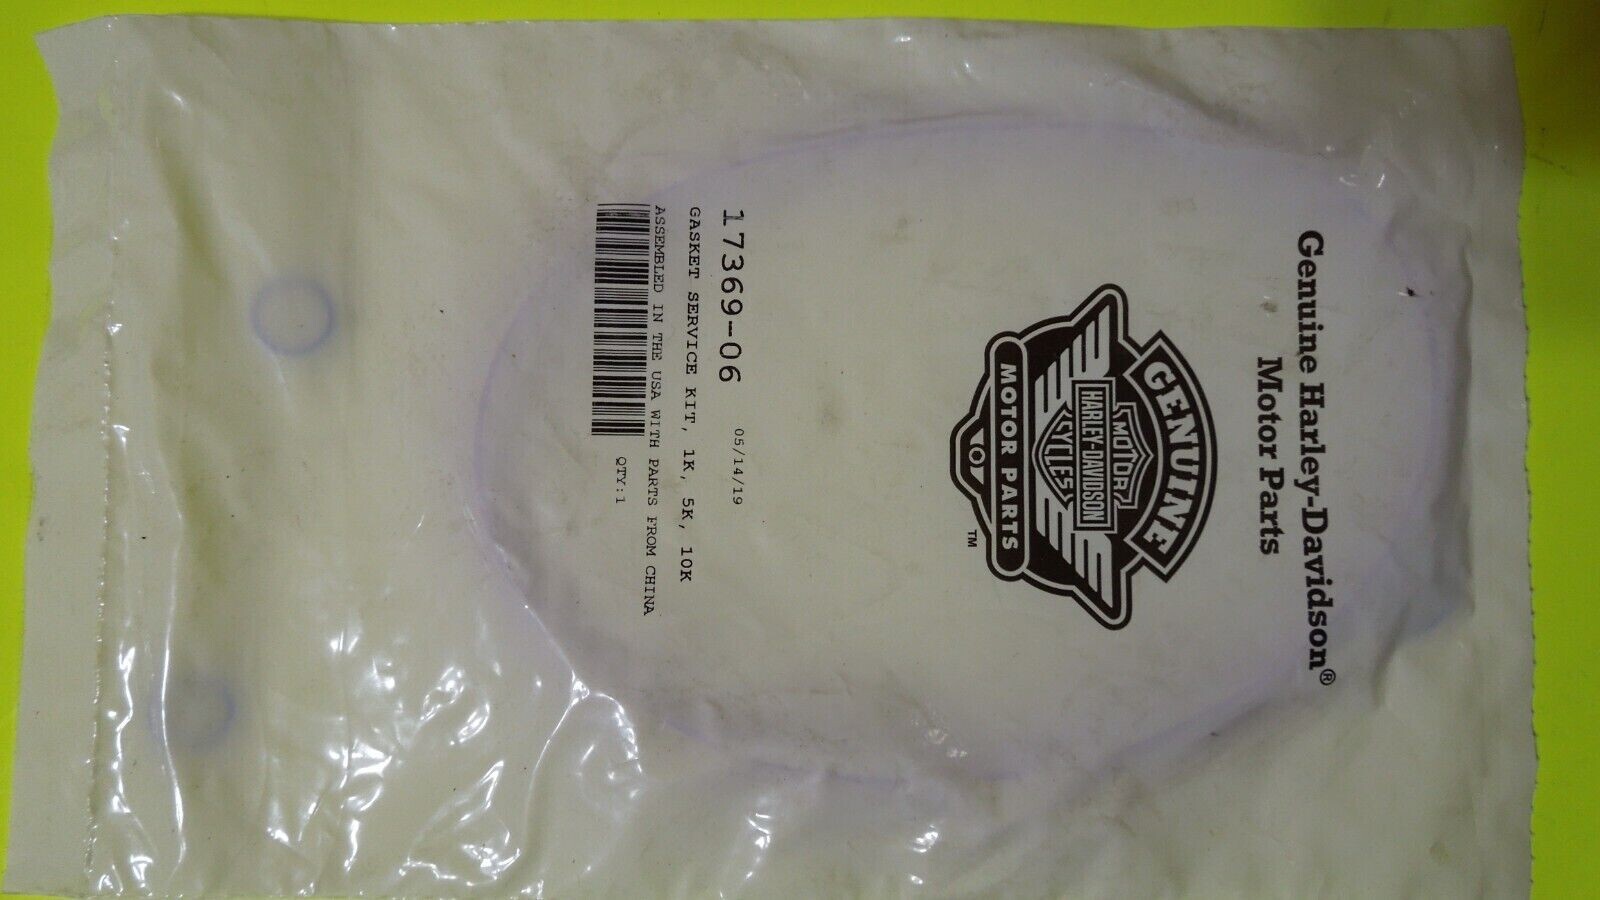 Genuine Harley-Davidson®
Motor Parts
GENUINE
MOTOR
HARLEY-DAVIDSON
CYCLES
MOTOR PARTS
TM
17369-06 05/14/19
GASKET SERVICE KIT, 1K, 5K, 10K
ASSEMBLED IN THE USA WITH PARTS FROM CHINA
QTY:1